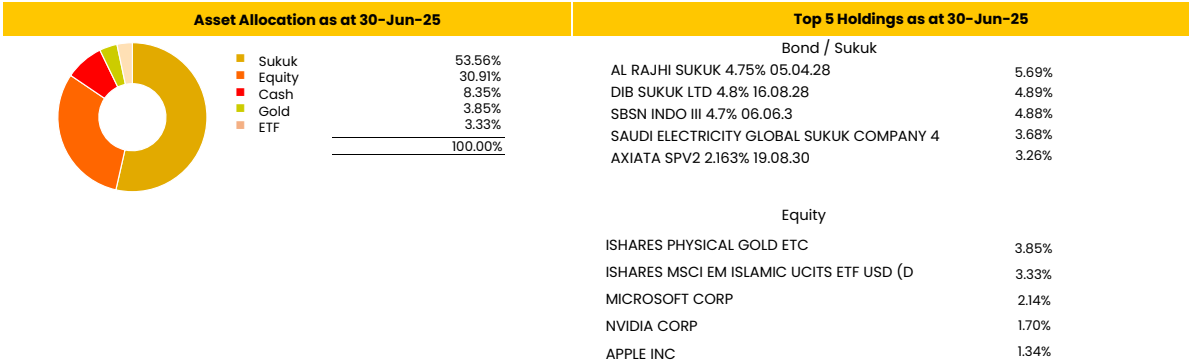 Asset Allocation as at 30-Jun-25
Sukuk 53.56%
Equity 30.91%
Cash 8.35%
Gold 3.85%
ETF 3.33%
100.00%
Top 5 Holdings as at 30-Jun-25
Bond / Sukuk
AL RAJHI SUKUK 4.75% 05.04.28 5.69%
DIB SUKUK LTD 4.8% 16.08.28 4.89%
SBSN INDO III 4.7% 06.06.3 4.88%
SAUDI ELECTRICITY GLOBAL SUKUK COMPANY 4 3.68%
AXIATA SPV2 2.163% 19.08.30 3.26%
Equity
ISHARES PHYSICAL GOLD ETC 3.85%
ISHARES MSCI EM ISLAMIC UCITS ETF USD (D 3.33%
MICROSOFT CORP 2.14%
NVIDIA CORP 1.70%
APPLE INC 1.34%